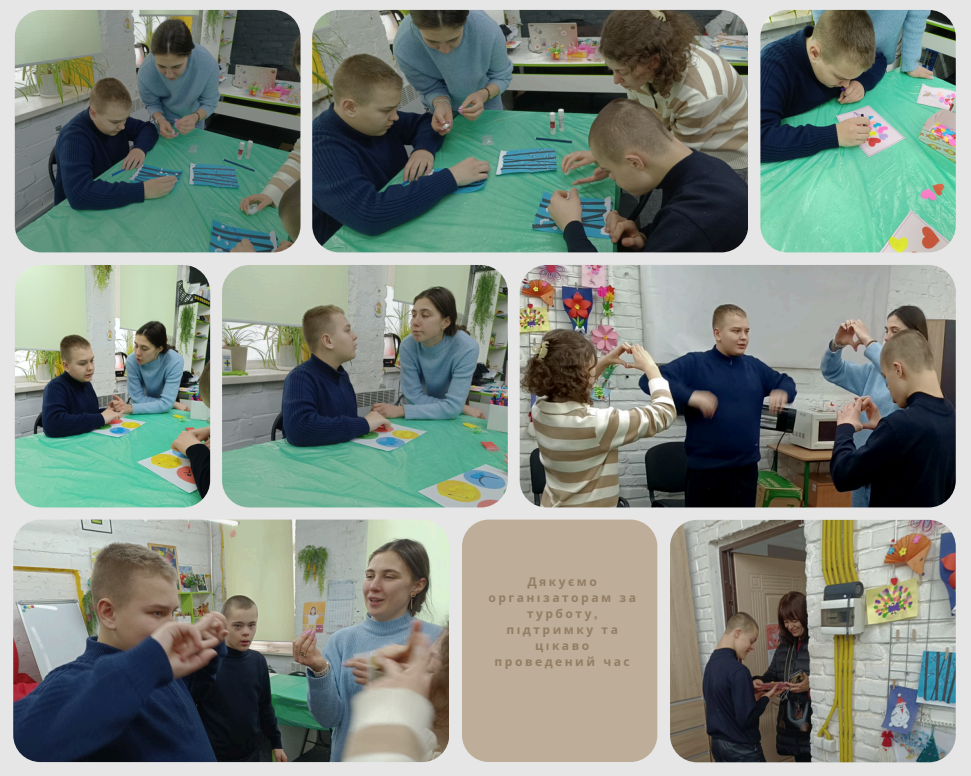 Дякуємо
організаторам за
турботу,
підтримку та
цікаво
проведений час